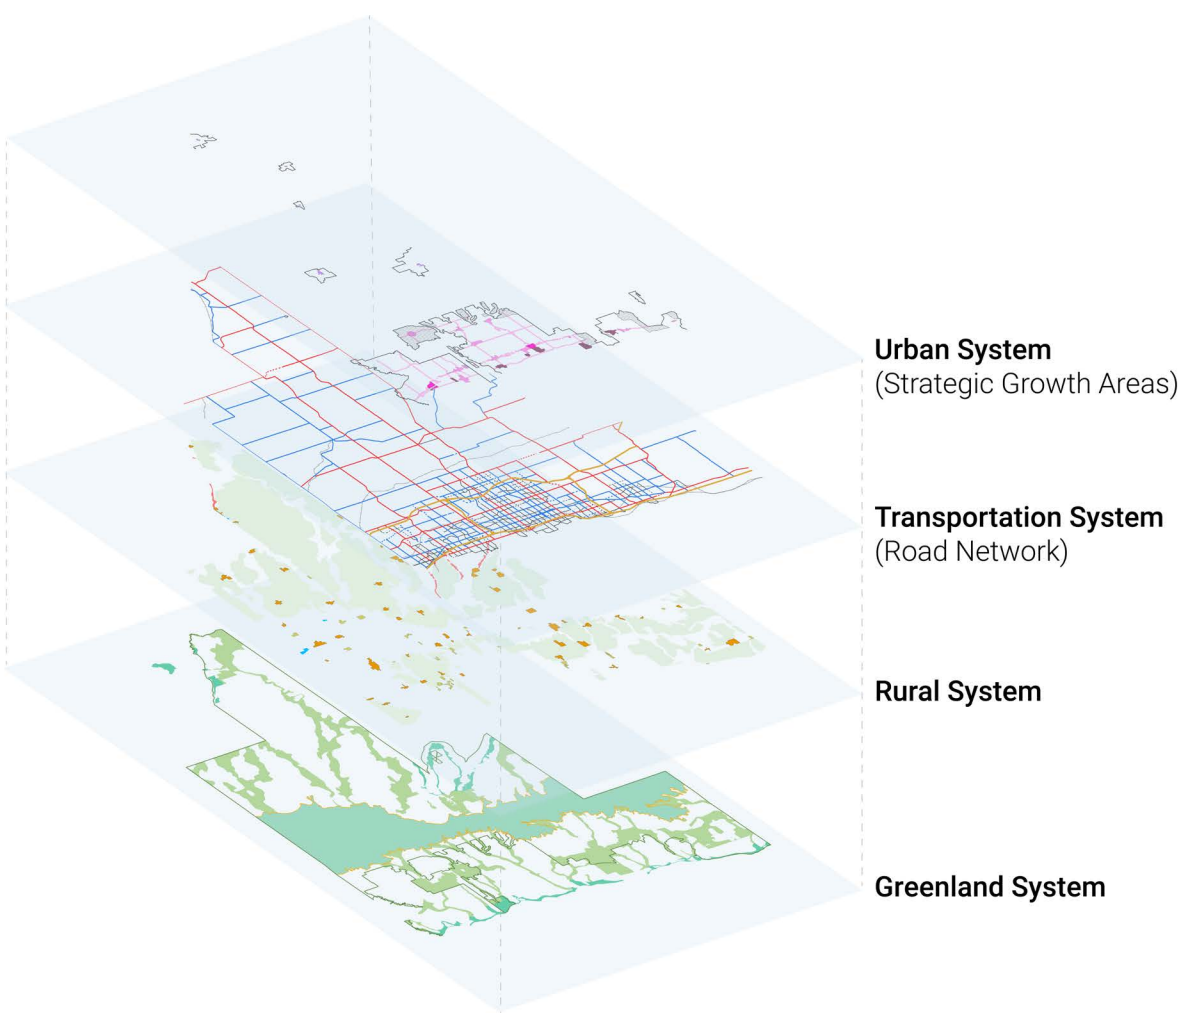 Urban System
(Strategic Growth Areas)
Transportation System
(Road Network)
Rural System
Greenland System